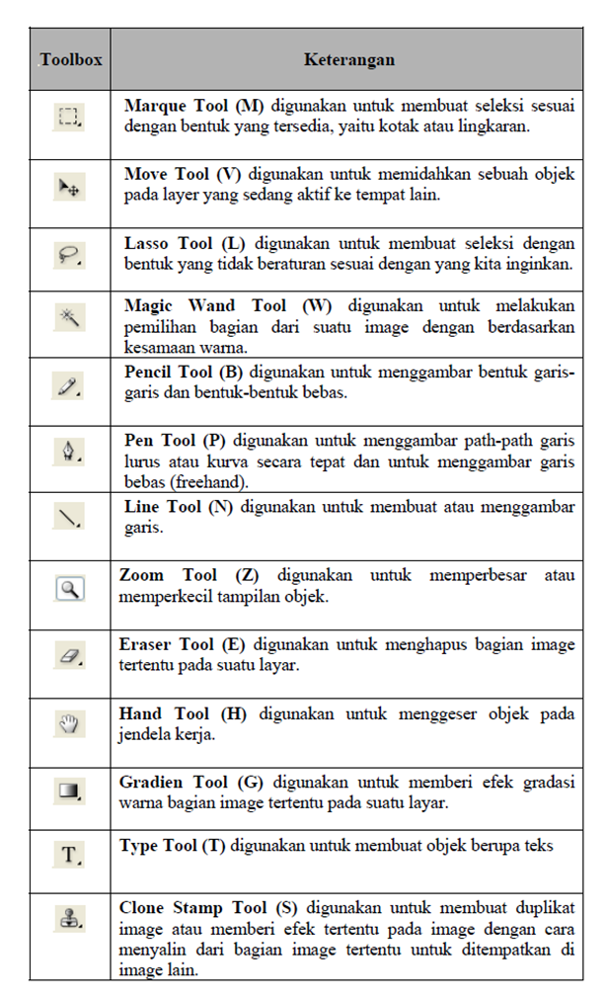 Toolbox
Keterangan
Marque Tool (M) digunakan untuk membuat seleksi sesuai
dengan bentuk yang tersedia, yaitu kotak atau lingkaran.
Move Tool (V) digunakan untuk memidahkan sebuah objek
pada layer yang sedang aktif ke tempat lain.
Lasso Tool (L) digunakan untuk membuat seleksi dengan
bentuk yang tidak beraturan sesuai dengan yang kita inginkan.
Magic Wand Tool (W) digunakan untuk melakukan
pemilihan bagian dari suatu image dengan berdasarkan
kesamaan warna.
Pencil Tool (B) digunakan untuk menggambar bentuk garis-
garis dan bentuk-bentuk bebas.
Pen Tool (P) digunakan untuk menggambar path-path garis
lurus atau kurva secara tepat dan untuk menggambar garis
bebas (freehand).
Line Tool (N) digunakan untuk membuat atau menggambar
garis.
Zoom Tool (Z) digunakan untuk memperbesar atau
memperkecil tampilan objek.
Eraser Tool (E) digunakan untuk menghapus bagian image
tertentu pada suatu layar.
Hand Tool (H) digunakan untuk menggeser objek pada
jendela kerja.
Gradien Tool (G) digunakan untuk memberi efek gradasi
warna bagian image tertentu pada suatu layar.
T
Type Tool (T) digunakan untuk membuat objek berupa teks
Clone Stamp Tool (S) digunakan untuk membuat duplikat
image atau memberi efek tertentu pada image dengan cara
menyalin dari bagian image tertentu untuk ditempatkan di
image lain.